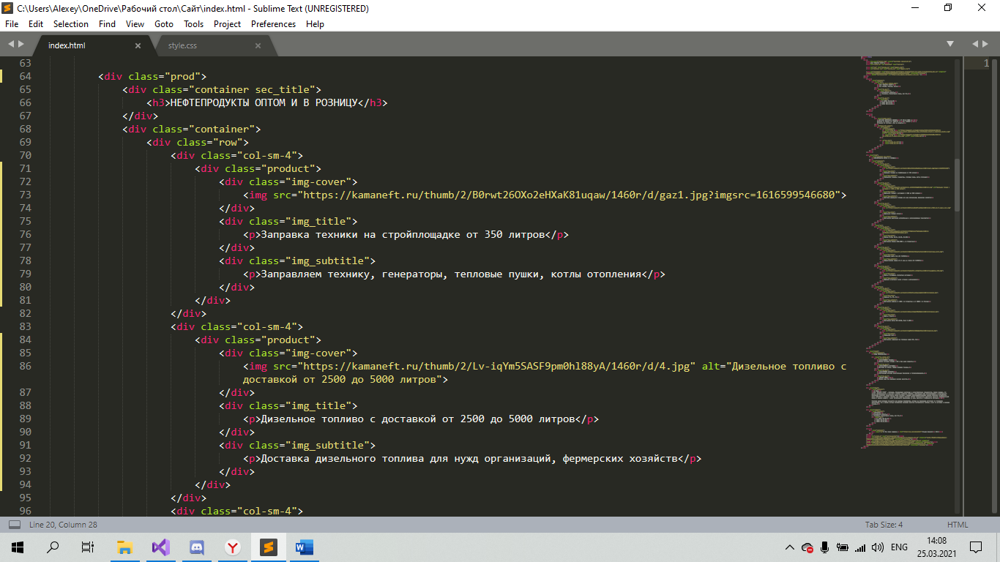 C:\Users\Alexey\OneDrive\Рабочий стол\Сайт\index.html - Sublime Text (UNREGISTERED)
File Edit Selection Find View Goto Tools Project Preferences Help
index.html style.css
63 1
64 <div class="prod">
65 <div class="container sec_title">
66 <h3>НЕФТЕПРОДУКТЫ ОПТОМ И В РОЗНИЦУ</h3>
67 </div>
68 <div class="container">
69 <div class="row">
70 <div class="col-sm-4">
71 <div class="product">
72 <div class="img-cover">
73 <img src="https://kamaneft.ru/thumb/2/B0rwt26OXo2eHXaK81uqaw/1460r/d/gaz1.jpg?imgsrc=1616599546680">
74 </div>
75 <div class="img_title">
76 <p>Заправка техники на стройплощадке от 350 литров</p>
77 </div>
78 <div class="img_subtitle">
79 <p>Заправляем технику, генераторы, тепловые пушки, котлы отопления</p>
80 </div>
81 </div>
82 </div>
83 <div class="col-sm-4">
84 <div class="product">
85 <div class="img-cover">
86 <img src="https://kamaneft.ru/thumb/2/Lv-iqYm5SASF9pm0hl88yA/1460r/d/4.jpg" alt="Дизельное топливо с
доставкой от 2500 до 5000 литров">
87 </div>
88 <div class="img_title">
89 <p>Дизельное топливо с доставкой от 2500 до 5000 литров</p>
90 </div>
91 <div class="img_subtitle">
92 <p>Доставка дизельного топлива для нужд организаций, фермерских хозяйств</p>
93 </div>
94 </div>
95 </div>
96 <div class="col-sm-4">
Line 20, Column 28 Tab Size: 4 HTML
ENG 14:08
25.03.2021